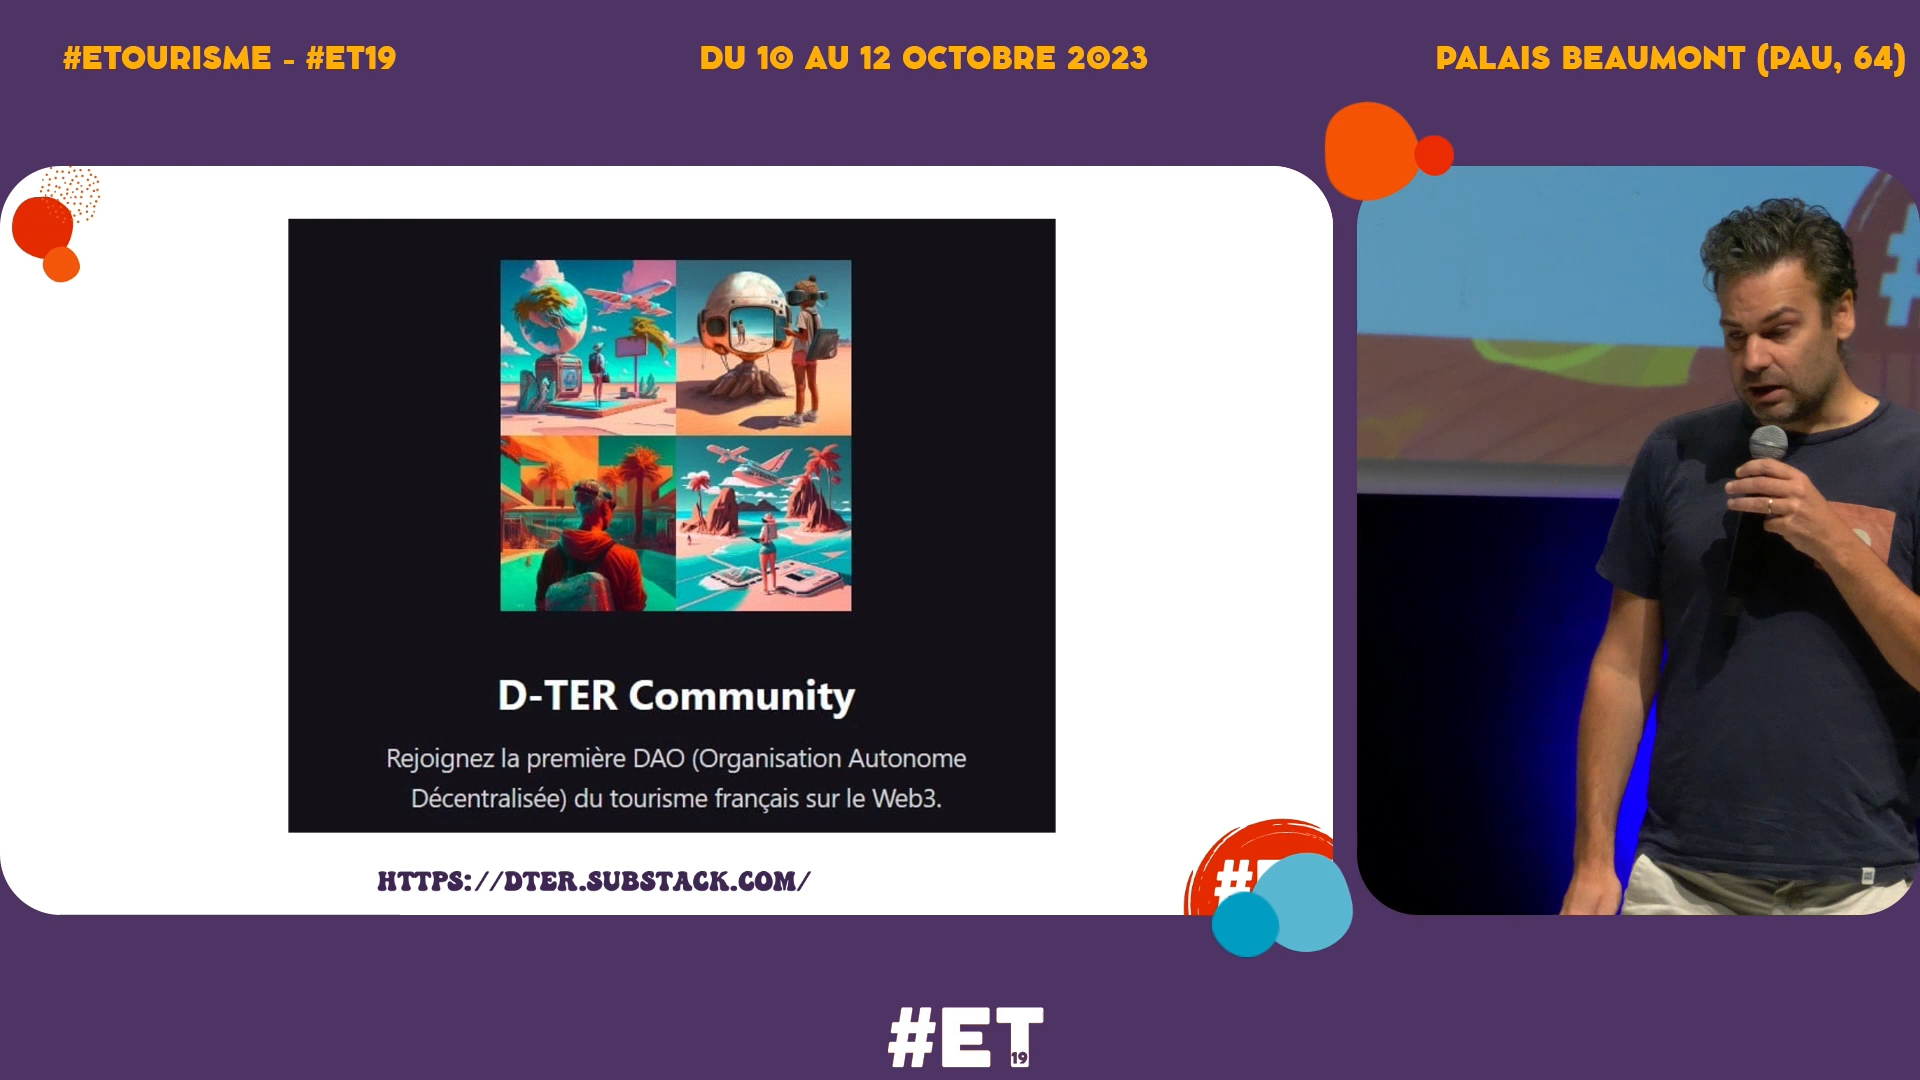 #ETOURISME - #ET19
DU 10 AU 12 OCTOBRE 2023
PALAIS BEAUMONT (PAU, 64)
D-TER Community
Rejoignez la première DAO (Organisation Autonome
Décentralisée) du tourisme français sur le Web3.
HTTPS://DTER.SUBSTACK.COM/
#ET
19